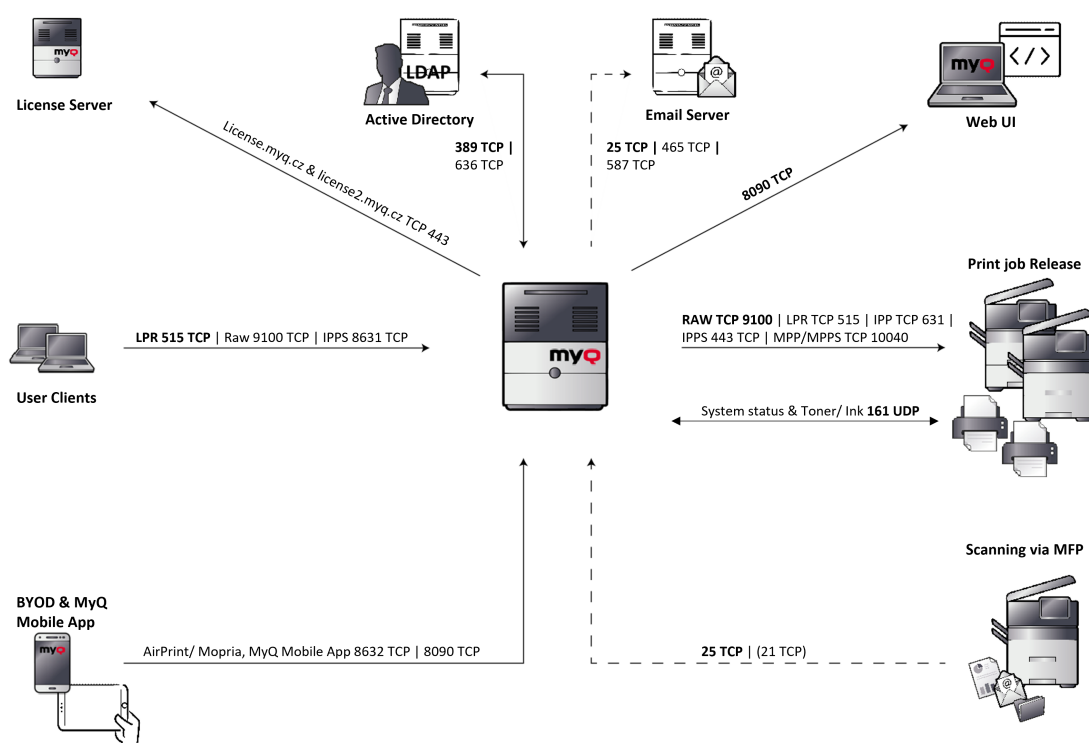 myQ
LDAP
@
myQ
</>
License Server
Active Directory
Email Server
Web UI
License.myq.cz & license2.myq.cz TCP 443
389 TCP |
636 TCP
25 TCP | 465 TCP |
587 TCP
8090 TCP
Print job Release
User Clients
LPR 515 TCP | Raw 9100 TCP | IPPS 8631 TCP
myQ
RAW TCP 9100 | LPR TCP 515 | IPP TCP 631 |
IPPS 443 TCP | MPP/MPPS TCP 10040
System status & Toner/ Ink 161 UDP
Scanning via MFP
BYOD & MyQ
Mobile App
myQ
AirPrint/ Mopria, MyQ Mobile App 8632 TCP | 8090 TCP
25 TCP | (21 TCP)
@